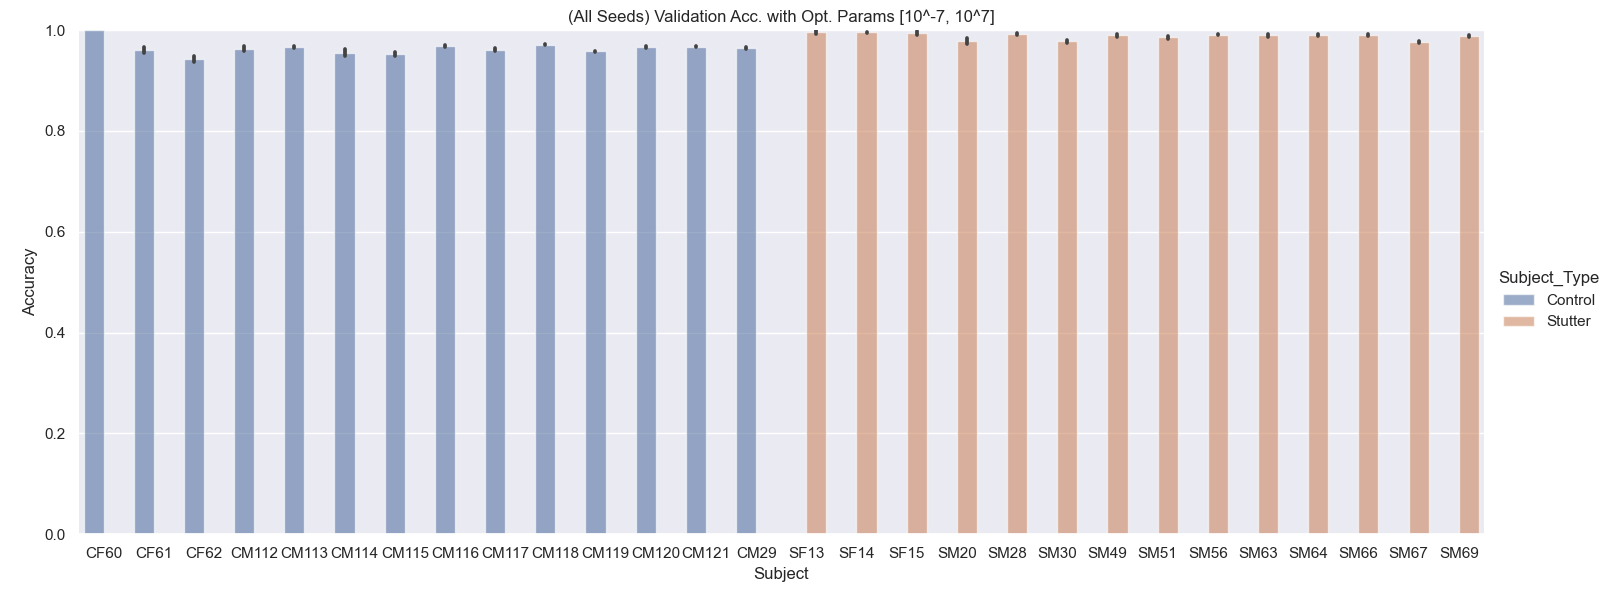 (All Seeds) Validation Acc. with Opt. Params [10^-7, 10^7]
1.0
0.8
0.6
0.4
0.2
0.0
Accuracy
CF60 CF61 CF62 CM112 CM113 CM114 CM115 CM116 CM117 CM118 CM119 CM120 CM121 CM29 SF13 SF14 SF15 SM20 SM28 SM30 SM49 SM51 SM56 SM63 SM64 SM66 SM67 SM69
Subject
Subject_Type
Control
Stutter